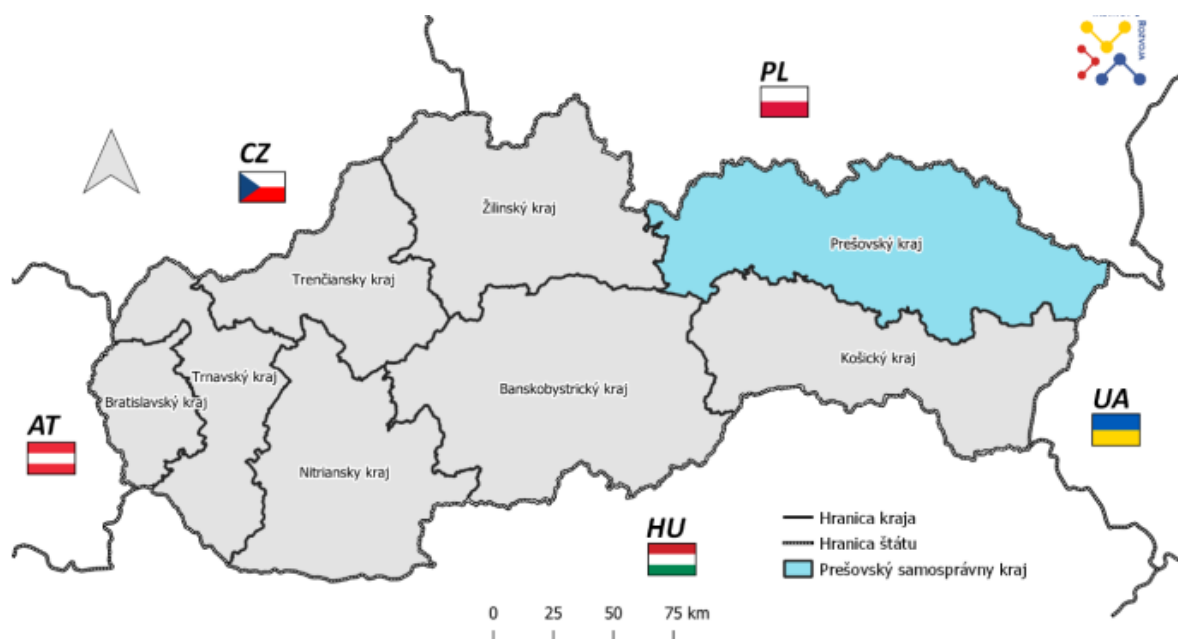 Rozvoja
PL
CZ
Žilinský kraj
Prešovský kraj
Trenčiansky kraj
Košický kraj
Trnavský kraj
Banskobystrický kraj
Bratislavský kraj
UA
AT
Nitriansky kraj
HU
Hranica kraja
Hranica štátu
Prešovský samosprávny kraj
0 25 50 75 km